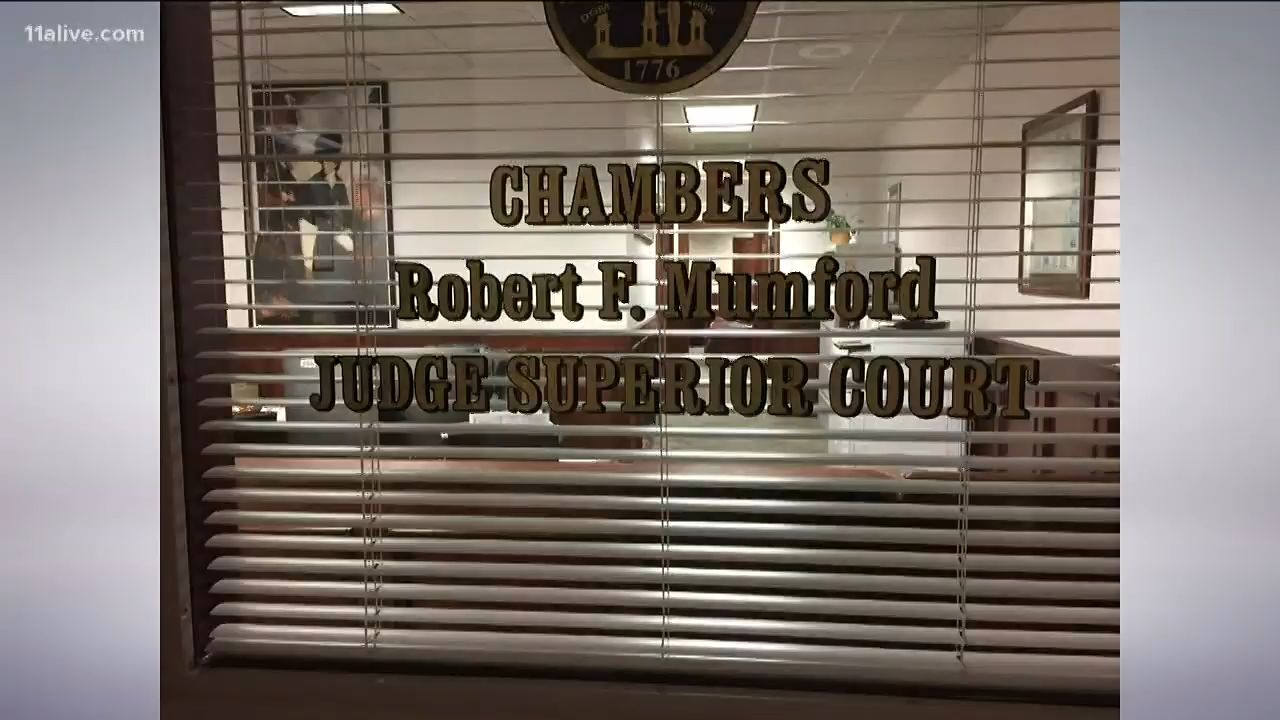 11alive.com
1776
CHAMBERS
Robert F. Mumford
JUDGE SUPERIOR COURT